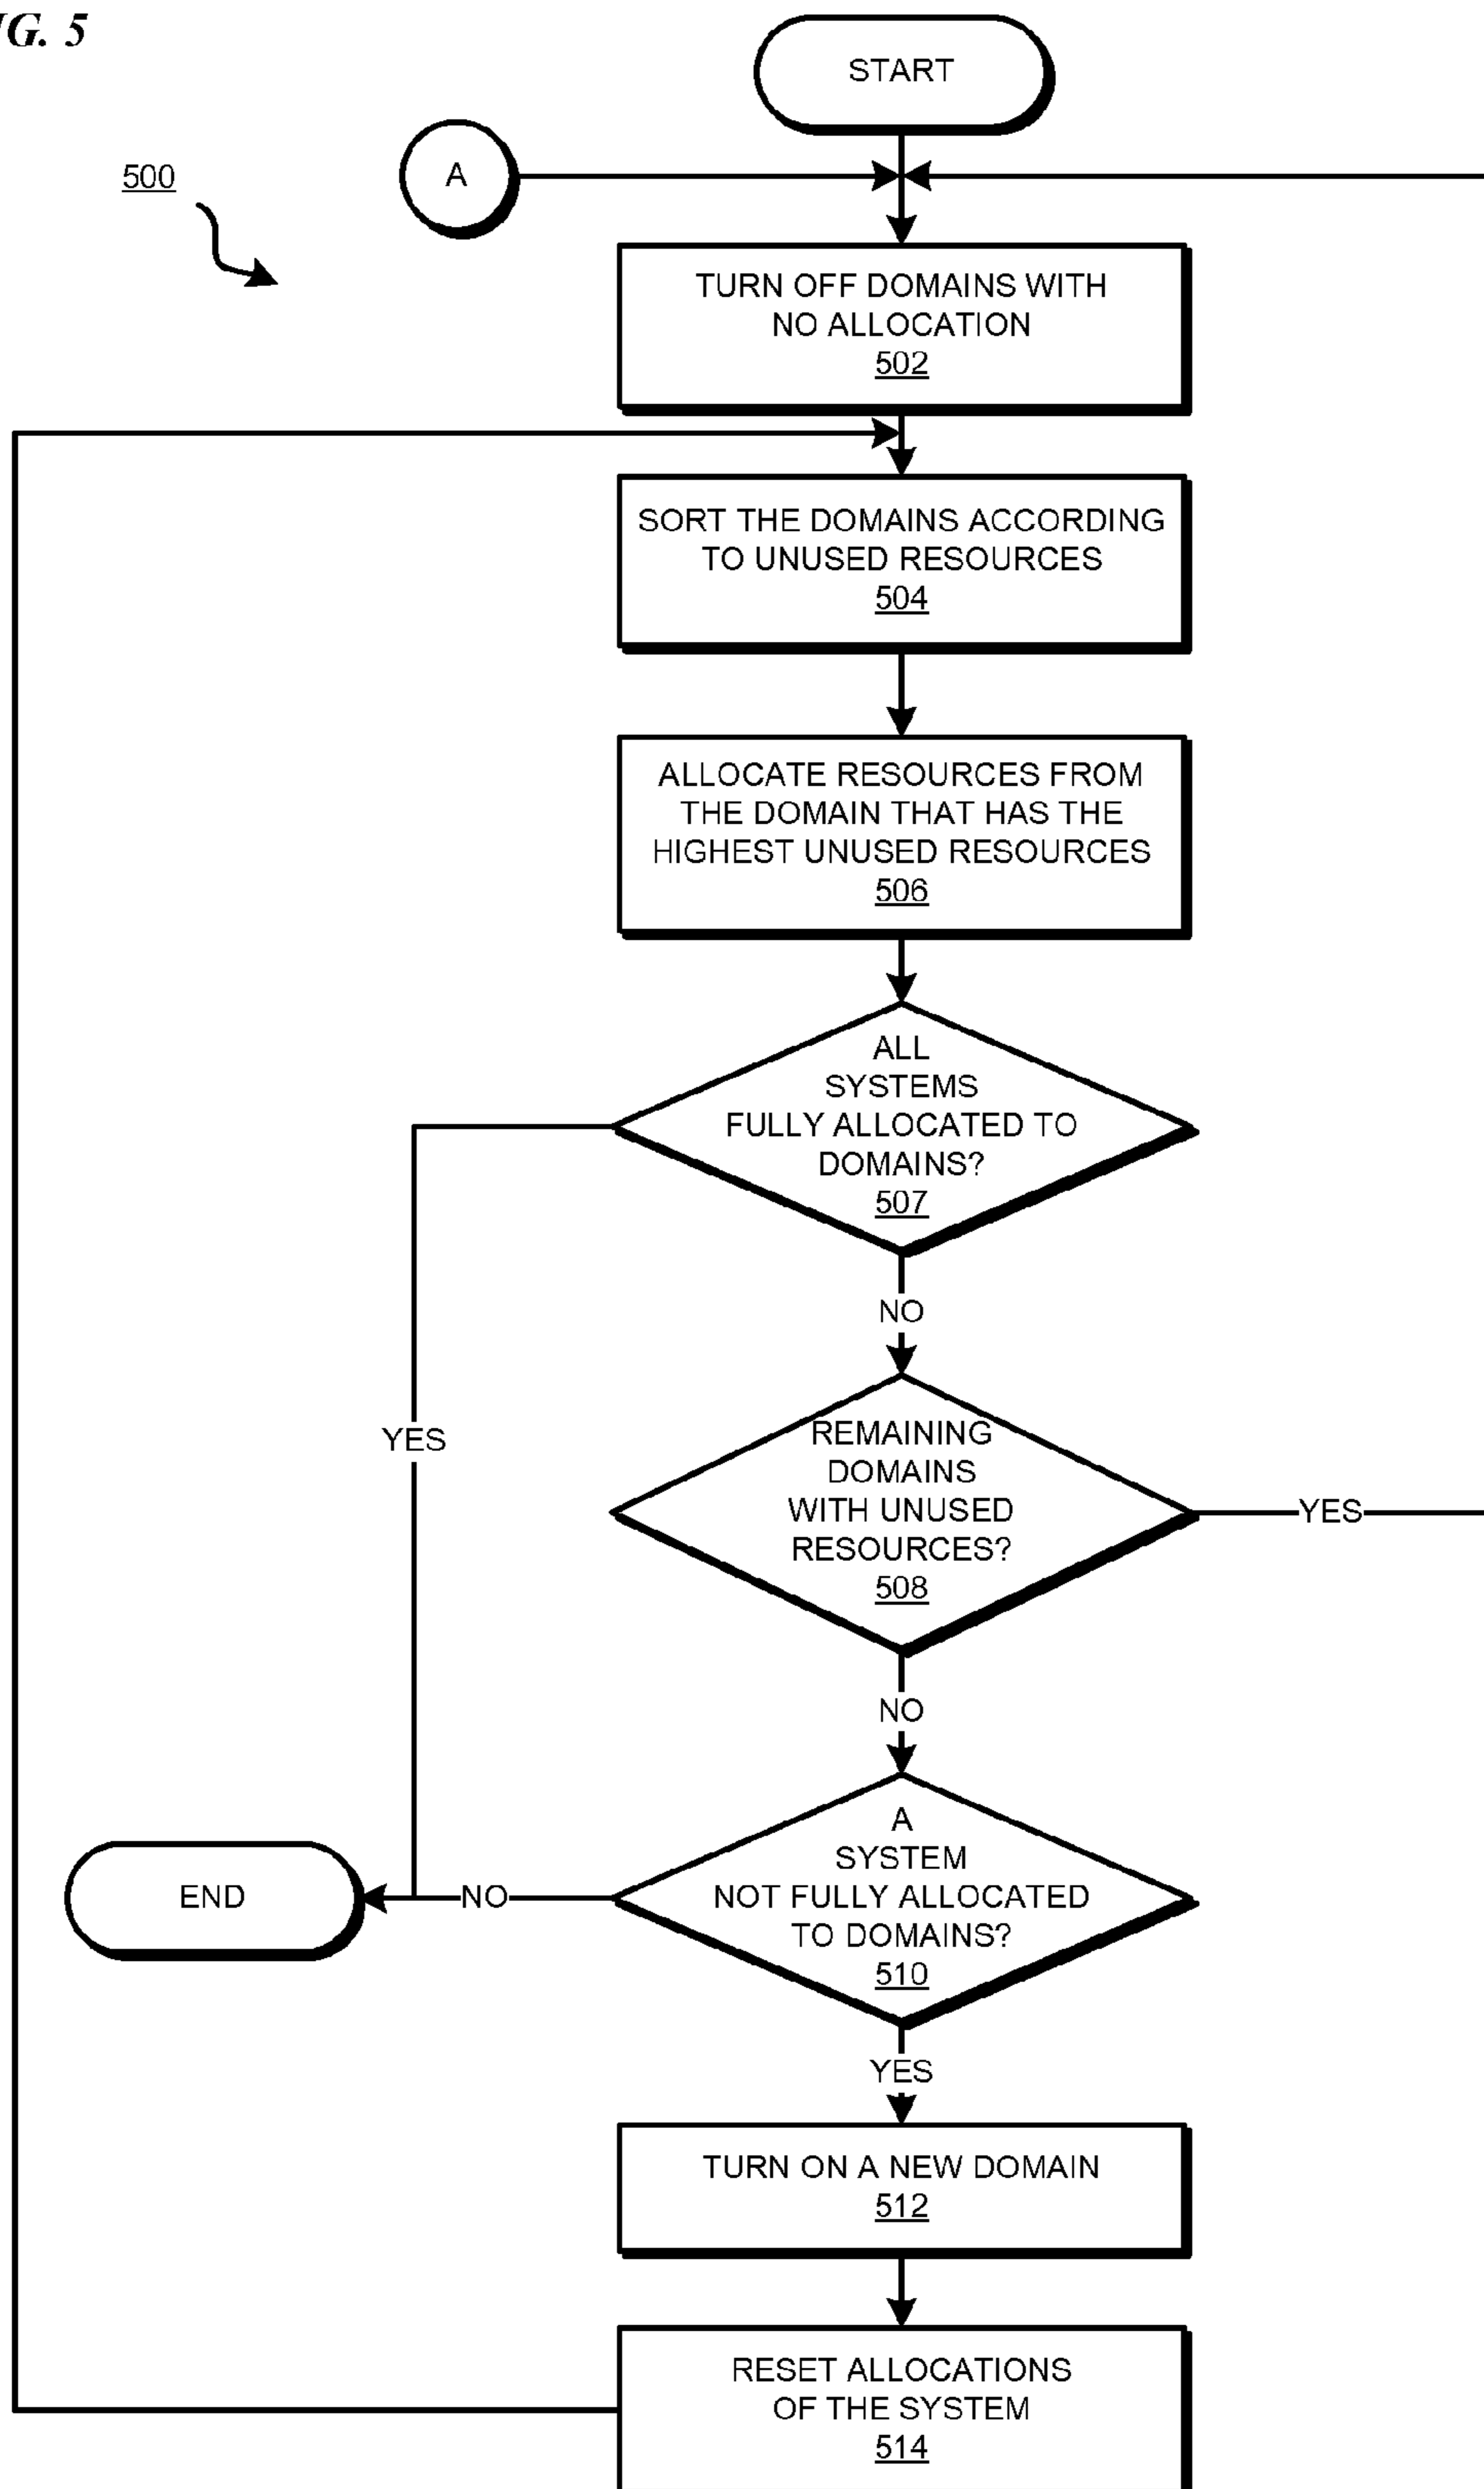 G. 5
START
A
500
TURN OFF DOMAINS WITH
NO ALLOCATION
502
SORT THE DOMAINS ACCORDING
TO UNUSED RESOURCES
504
ALLOCATE RESOURCES FROM
THE DOMAIN THAT HAS THE
HIGHEST UNUSED RESOURCES
506
ALL
SYSTEMS
FULLY ALLOCATED TO
DOMAINS?
507
NO
YES
REMAINING
DOMAINS
WITH UNUSED
RESOURCES?
508
YES
NO
A
SYSTEM
NOT FULLY ALLOCATED
TO DOMAINS?
510
NO
END
YES
TURN ON A NEW DOMAIN
512
RESET ALLOCATIONS
OF THE SYSTEM
514